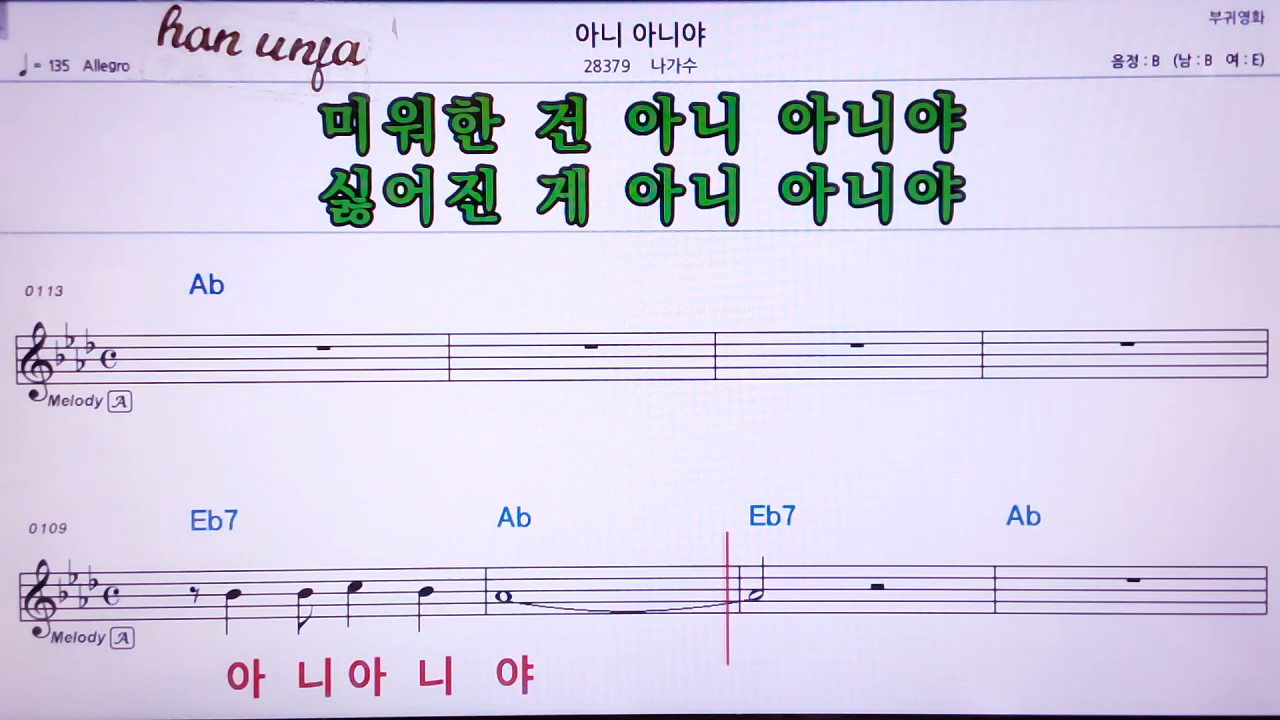 han unfa
아니 아니야
부귀영화
♩= 135 Allegro
28379 나가수
음정 : B (남 : B 여 : E)
미워한 건 아니 아니야
싫어진 게 아니 아니야
0113 Ab
Melody A
0109 Eb7 Ab Eb7 Ab
Melody A
아 니 아 니 야